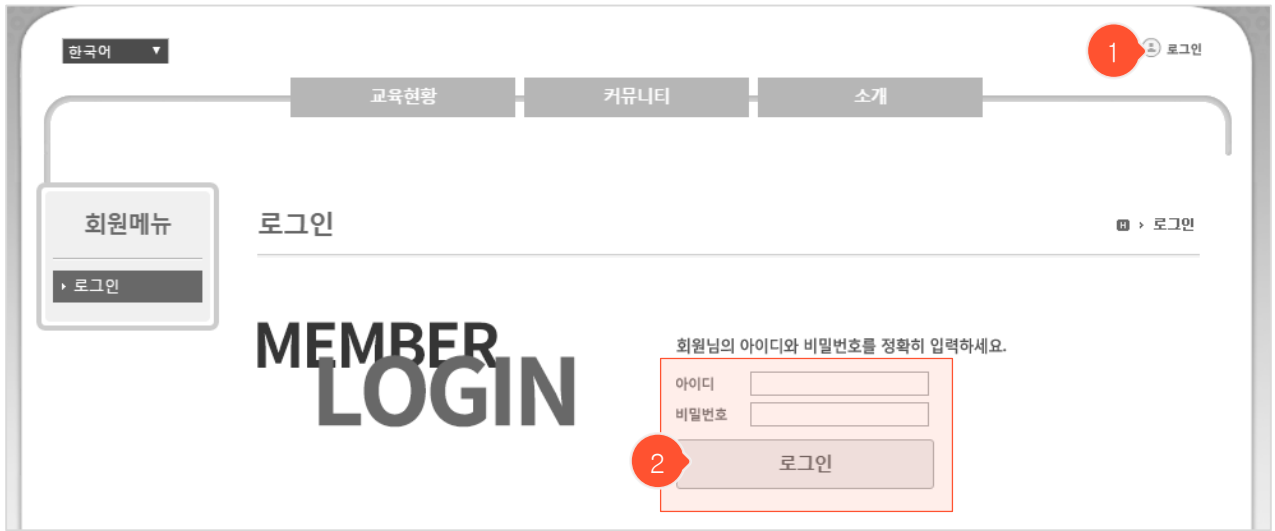 한국어 ▼
1 로그인
교육현황 커뮤니티 소개
회원메뉴
로그인
로그인
H › 로그인
MEMBER
LOGIN
회원님의 아이디와 비밀번호를 정확히 입력하세요.
아이디
비밀번호
2 로그인